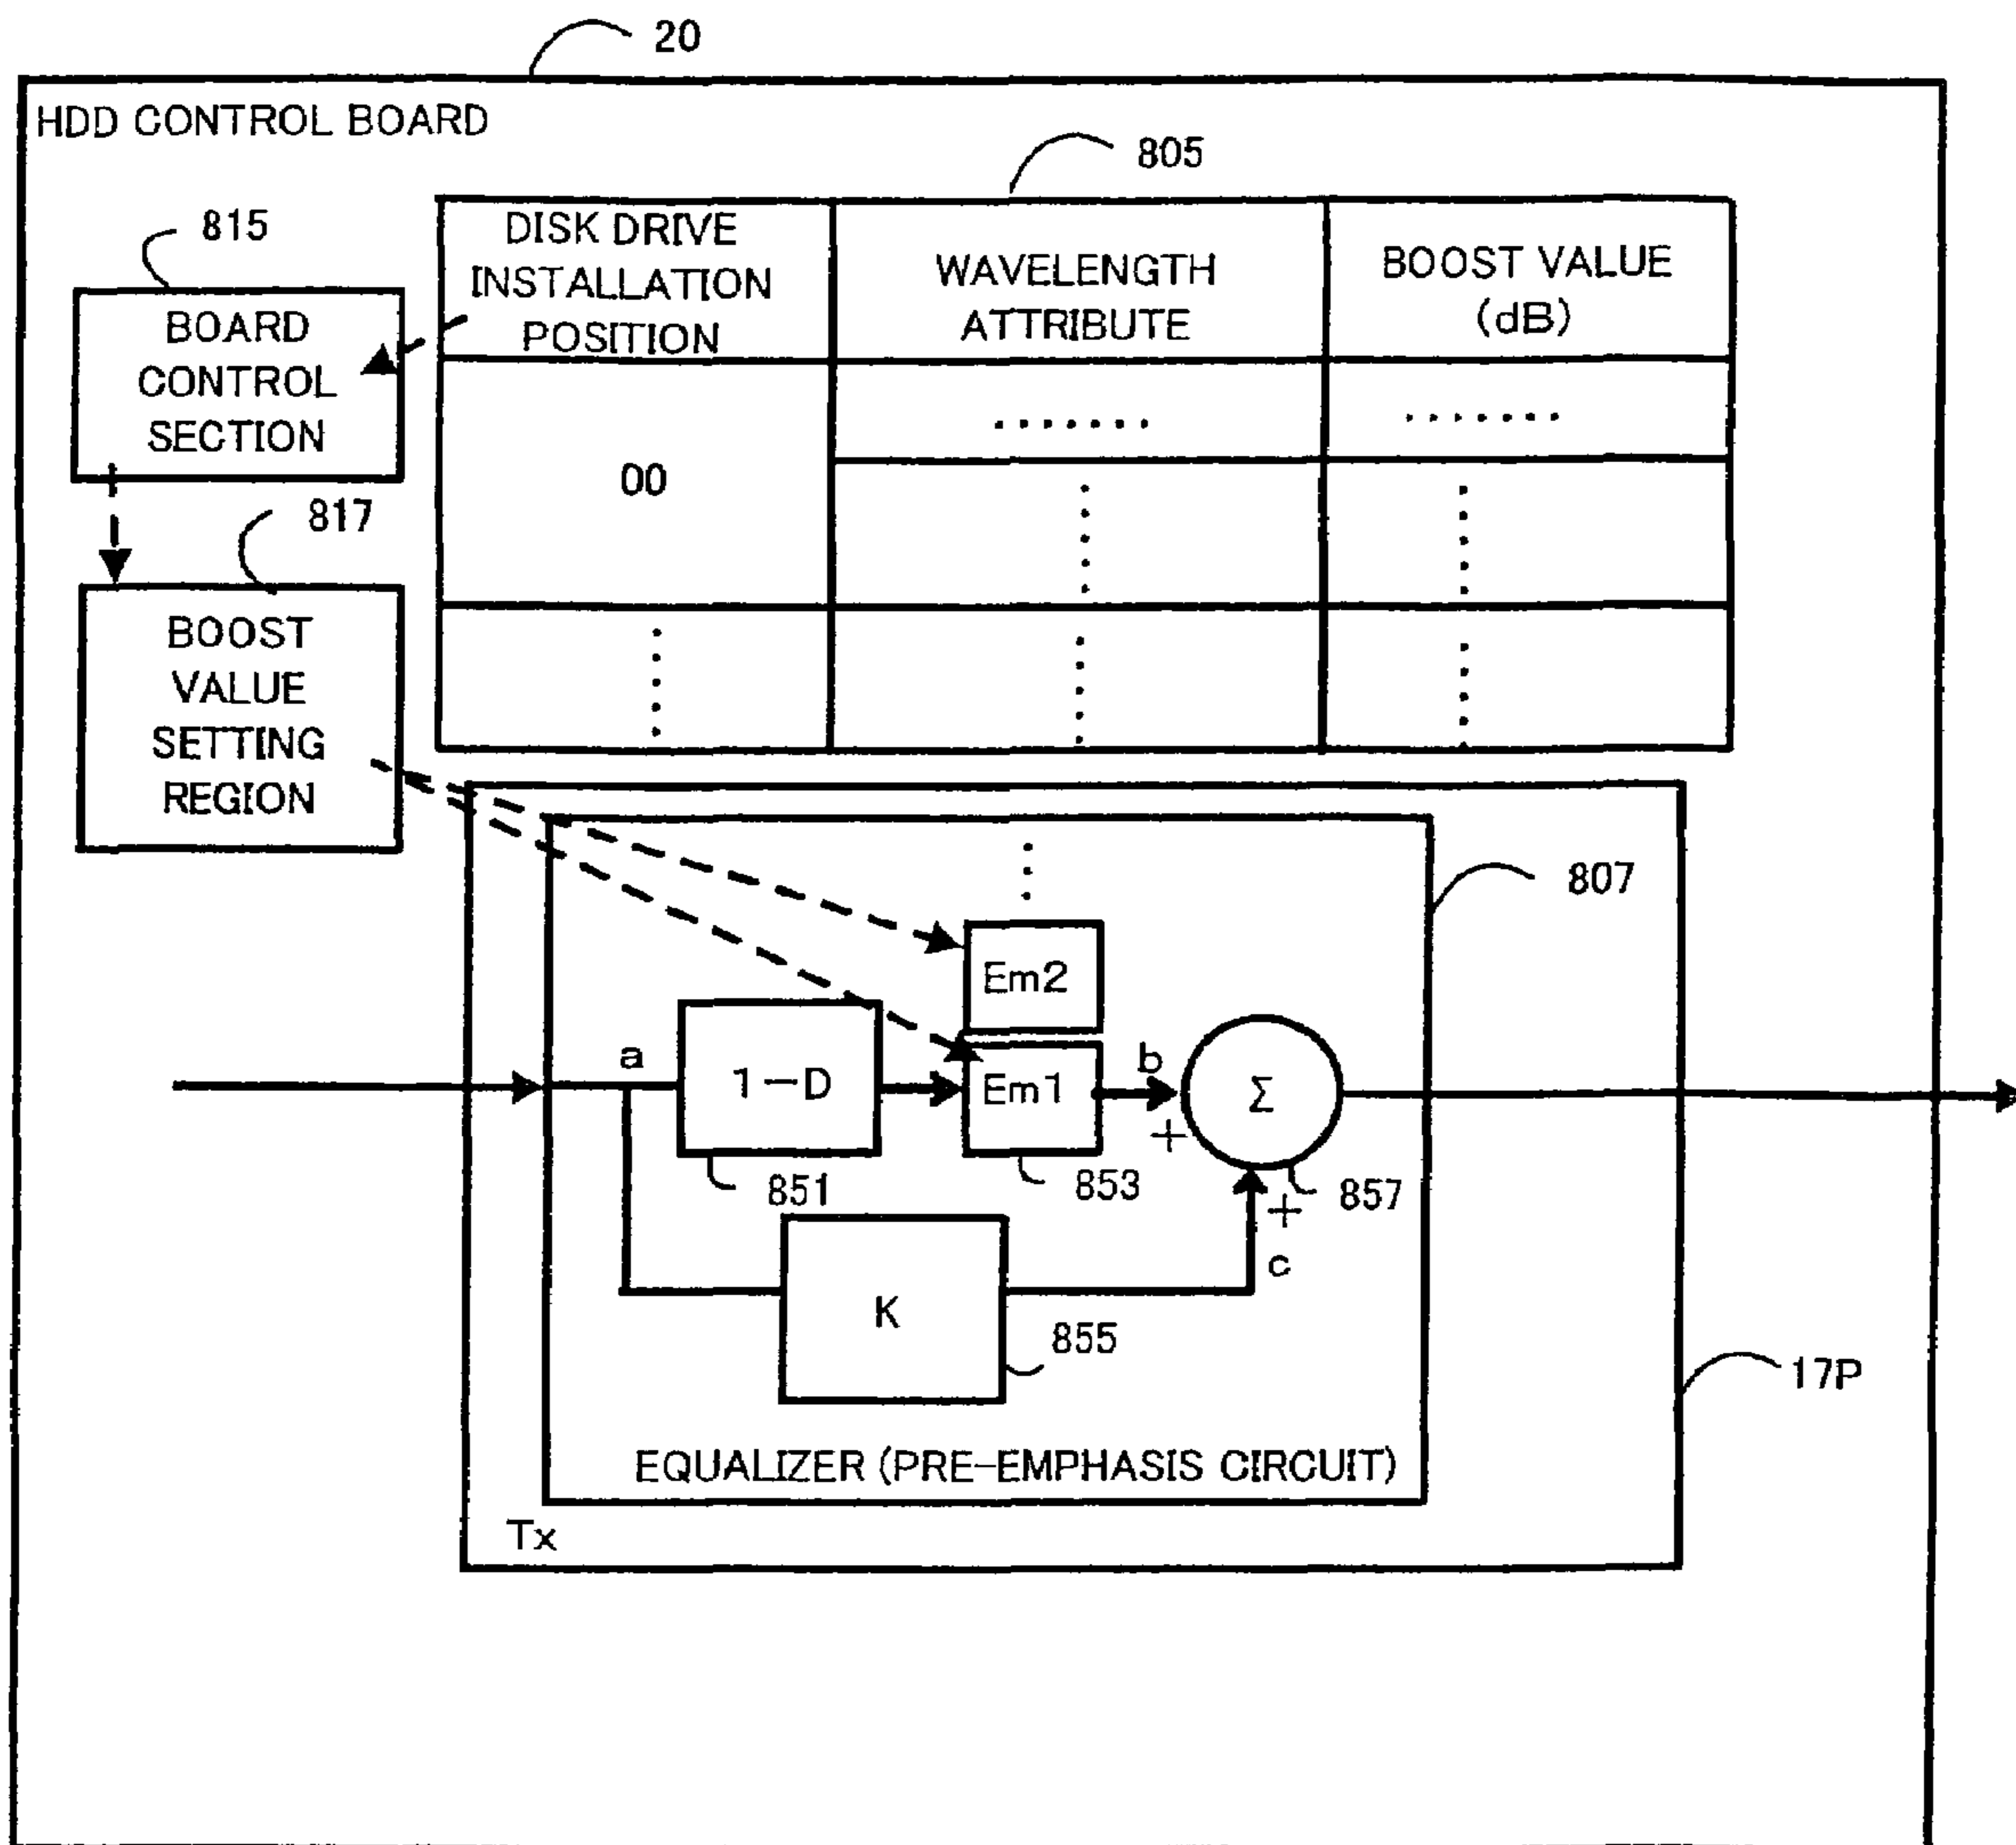 20
HDD CONTROL BOARD
805
815
DISK DRIVE
INSTALLATION
POSITION
WAVELENGTH
ATTRIBUTE
BOOST VALUE
(dB)
BOARD
CONTROL
SECTION
.......
.......
00
817
BOOST
VALUE
SETTING
REGION
807
Em2
a
1-D
Em1
b
+
Σ
851
853
857
+
c
K
855
17P
EQUALIZER (PRE-EMPHASIS CIRCUIT)
Tx